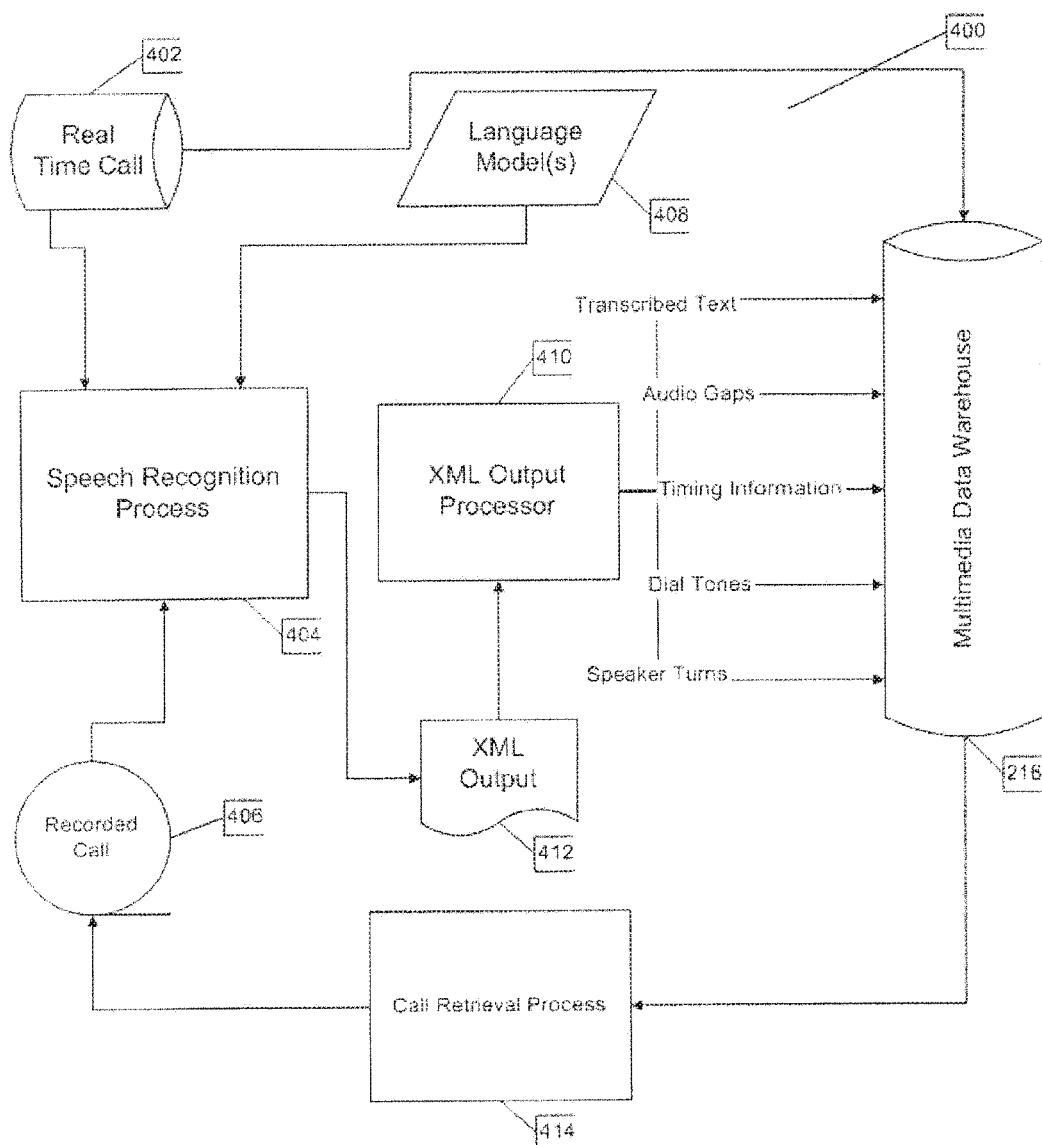 400
402
Real
Time Call
Language
Model(s)
408
Transcribed Text
410
Audio Gaps
Speech Recognition
Process
XML Output
Processor
Timing Information
Multimedia Data Warehouse
Dial Tones
404
Speaker Turns
XML
Output
216
Recorded
Call
406
412
Call Retrieval Process
414